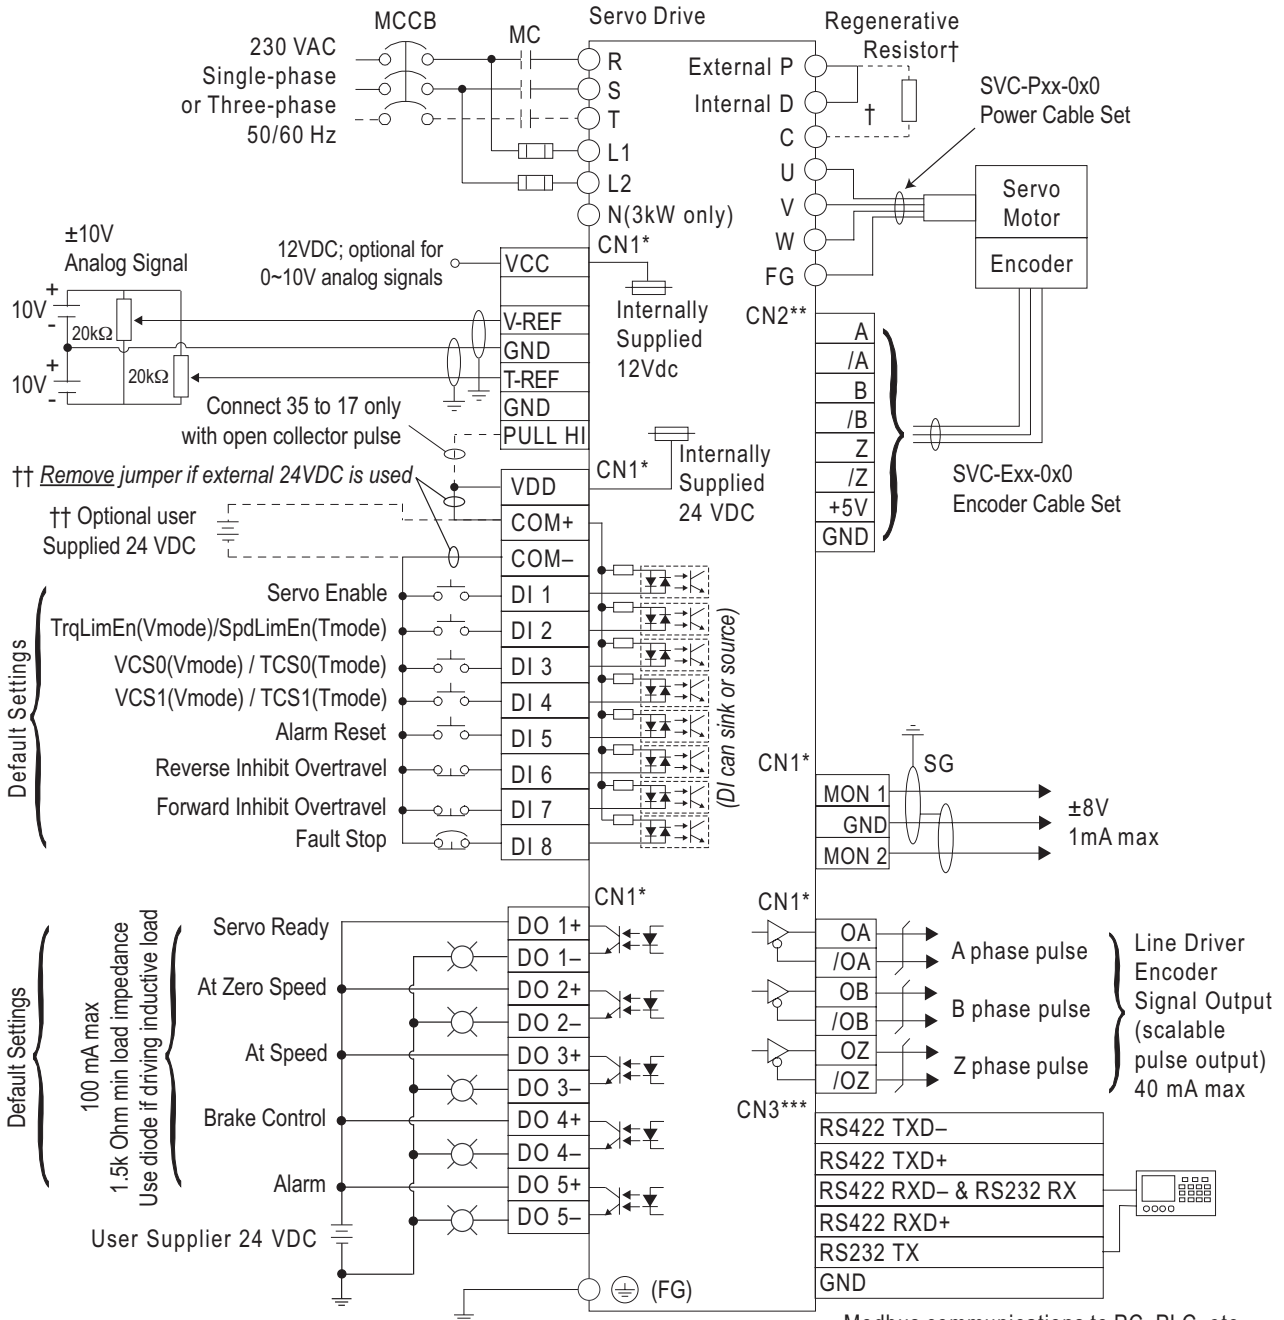 Servo Drive
MCCB
MC
230 VAC
Single-phase
or Three-phase
50/60 Hz
R
S
T
L1
L2
N(3kW only)
Regenerative
Resistor†
External P
Internal D
†
C
U
V
W
FG
SVC-Pxx-0x0
Power Cable Set
Servo
Motor
Encoder
±10V
Analog Signal
+
10V
-
20kΩ
+
10V
-
20kΩ
12VDC; optional for
0~10V analog signals
CN1*
VCC
V-REF
GND
T-REF
GND
PULL HI
Internally
Supplied
12Vdc
Connect 35 to 17 only
with open collector pulse
†† Remove jumper if external 24VDC is used
†† Optional user
Supplied 24 VDC
CN1*
VDD
COM+
COM–
Internally
Supplied
24 VDC
CN2**
A
/A
B
/B
Z
/Z
+5V
GND
SVC-Exx-0x0
Encoder Cable Set
Default Settings
Servo Enable
DI 1
TrqLimEn(Vmode)/SpdLimEn(Tmode)
DI 2
VCS0(Vmode) / TCS0(Tmode)
DI 3
VCS1(Vmode) / TCS1(Tmode)
DI 4
Alarm Reset
DI 5
Reverse Inhibit Overtravel
DI 6
Forward Inhibit Overtravel
DI 7
Fault Stop
DI 8
(DI can sink or source)
CN1*
SG
MON 1
GND
MON 2
±8V
1mA max
Default Settings
100 mA max
1.5k Ohm min load impedance
Use diode if driving inductive load
CN1*
Servo Ready
DO 1+
DO 1–
At Zero Speed
DO 2+
DO 2–
At Speed
DO 3+
DO 3–
Brake Control
DO 4+
DO 4–
Alarm
DO 5+
DO 5–
User Supplier 24 VDC
(FG)
CN1*
OA
/OA
A phase pulse
OB
/OB
B phase pulse
OZ
/OZ
Z phase pulse
Line Driver
Encoder
Signal Output
(scalable
pulse output)
40 mA max
CN3***
RS422 TXD–
RS422 TXD+
RS422 RXD– & RS232 RX
RS422 RXD+
RS232 TX
GND
Modbus communications to PC, PLC, etc